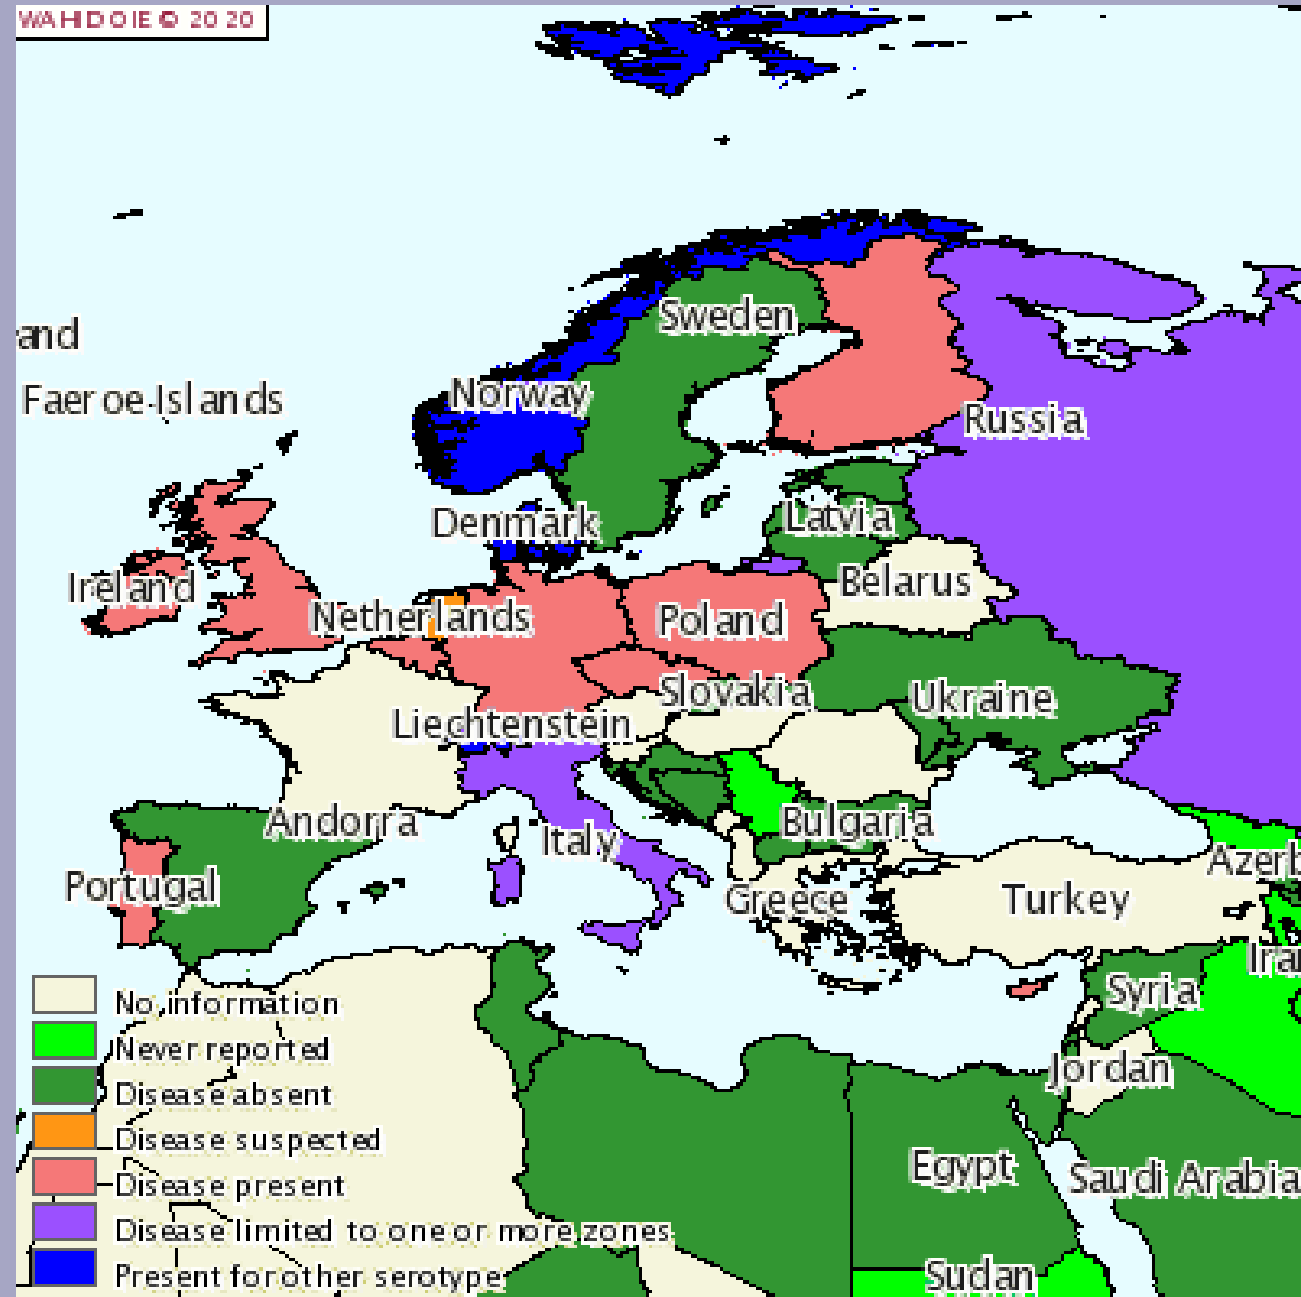 WAHID OIE © 2020
Sweden
and
Faeroe-Islands
Norway
Russia
Denmark
Latvia
Ireland
Belarus
Netherlands
Poland
Slovakia
Ukraine
Liechtenstein
Andorra
Italy
Bulgaria
Azerb
Portugal
Greece
Turkey
Iran
Syria
No information
Never reported
Jordan
Disease absent
Disease suspected
Egypt
Disease present
Saudi Arabia
Disease limited to one or more zones
Present for other serotype
Sudan